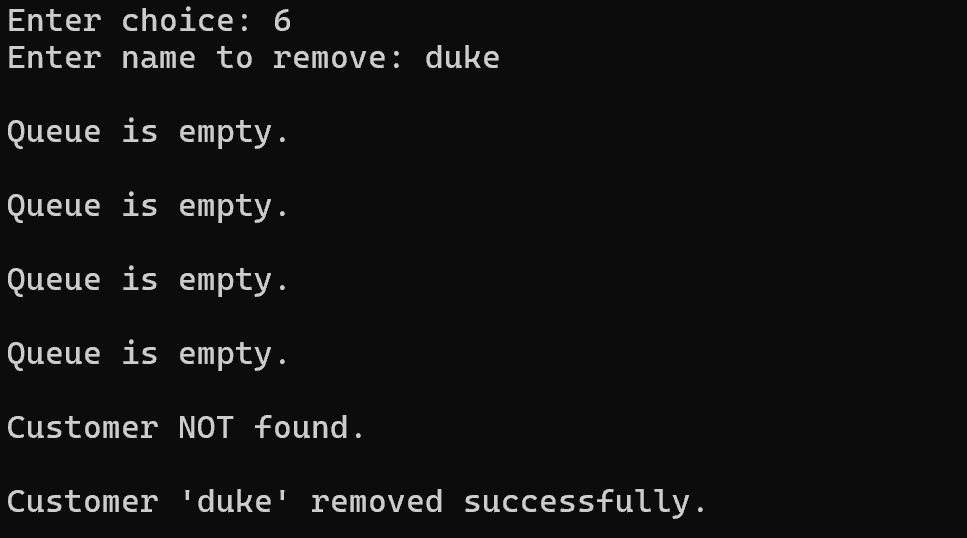 Enter choice: 6
Enter name to remove: duke
Queue is empty.
Queue is empty.
Queue is empty.
Queue is empty.
Customer NOT found.
Customer 'duke' removed successfully.